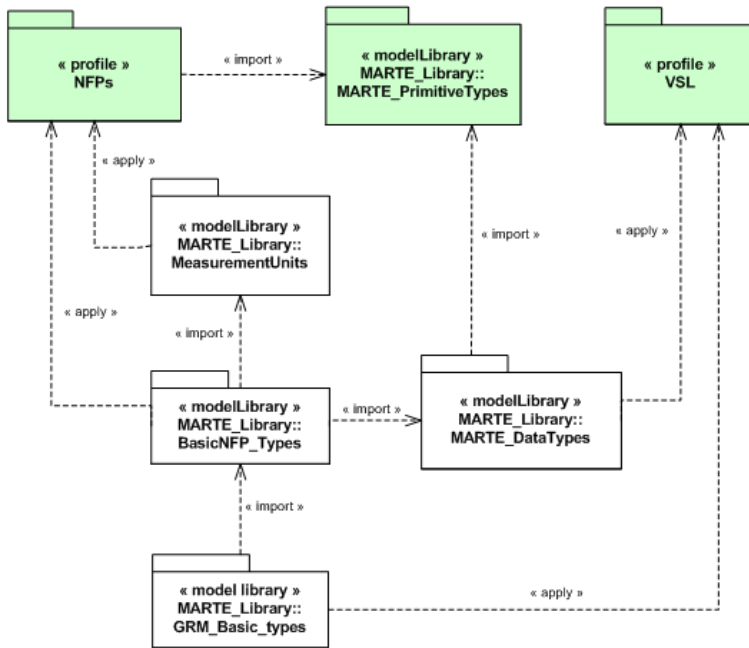 « profile »
NFPs
« import »
« modelLibrary »
MARTE_Library::
MARTE_PrimitiveTypes
« profile »
VSL
« apply »
« modelLibrary »
MARTE_Library::
MeasurementUnits
« import »
« apply »
« apply »
« import »
« modelLibrary»
MARTE_Library::
BasicNFP_Types
« import »
« modelLibrary »
MARTE_Library::
MARTE_DataTypes
« import »
« model library »
MARTE_Library::
GRM_Basic_types
« apply »